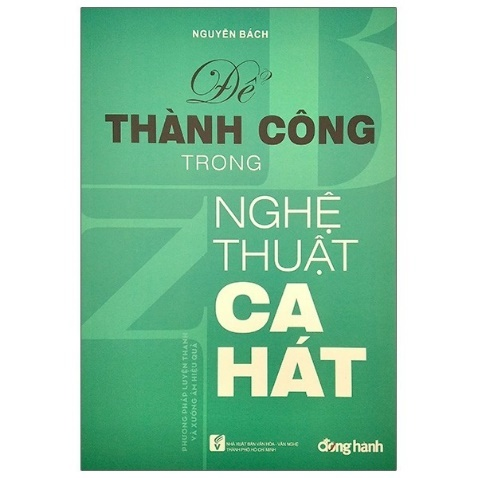 NGUYỄN BÁCH
Để
THÀNH CÔNG
TRONG
NGHỆ
THUẬT
CA
HÁT
PHƯƠNG PHÁP LUYỆN THANH
VÀ XƯỚNG ÂM HIỆU QUẢ
NHÀ XUẤT BẢN VĂN HÓA - VĂN NGHỆ
THÀNH PHỐ HỒ CHÍ MINH
đồng hành